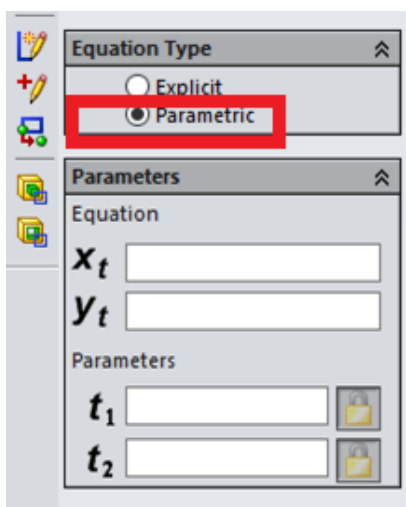 Equation Type
Explicit
Parametric
Parameters
Equation
xt
yt
Parameters
t1
t2